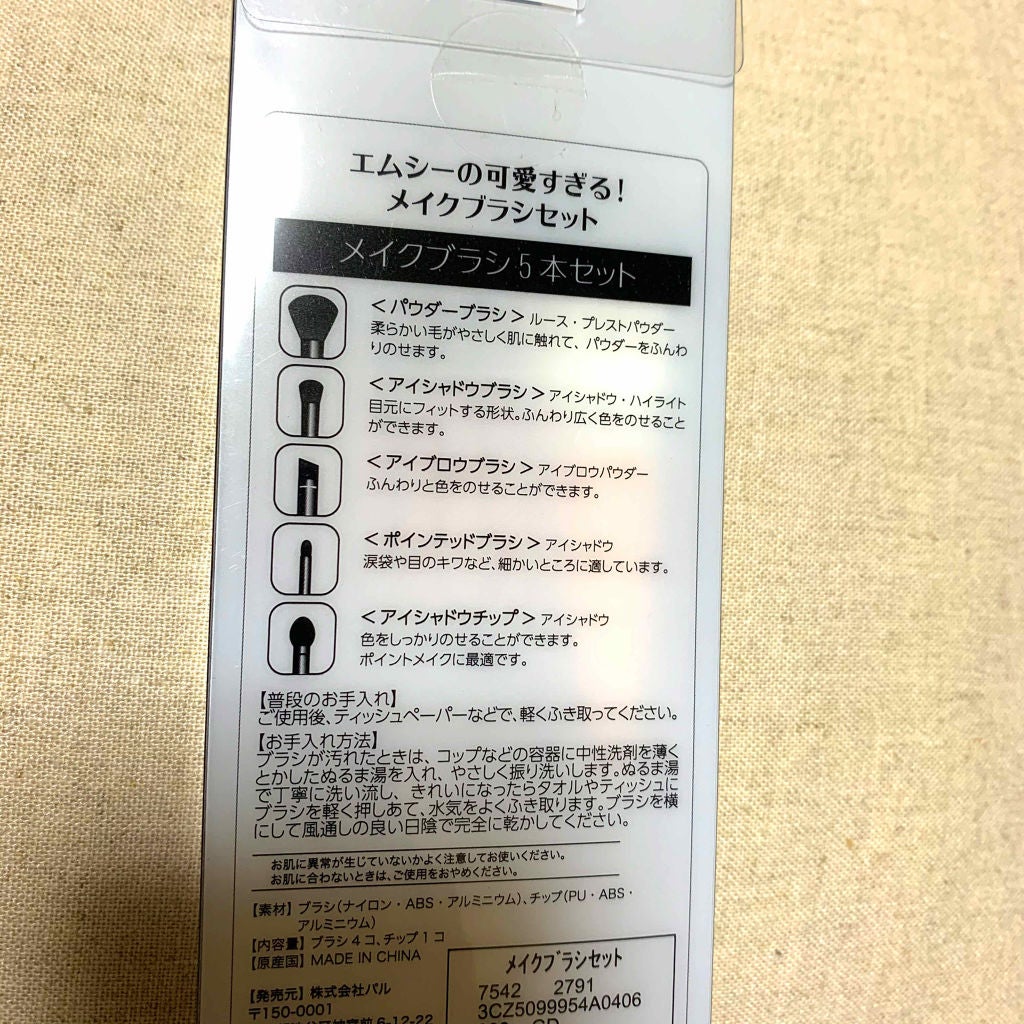 エムシーの可愛すぎる!
メイクブラシセット
メイクブラシ5本セット
<パウダーブラシ> ルース・プレストパウダー
柔らかい毛がやさしく肌に触れて、パウダーをふんわ
りのせます。
<アイシャドウブラシ> アイシャドウ・ハイライト
目元にフィットする形状。ふんわり広く色をのせること
ができます。
<アイブロウブラシ> アイブロウパウダー
ふんわりと色をのせることができます。
<ポインテッドブラシ> アイシャドウ
涙袋や目のキワなど、細かいところに適しています。
<アイシャドウチップ> アイシャドウ
色をしっかりのせることができます。
ポイントメイクに最適です。
【普段のお手入れ】
ご使用後、ティッシュペーパーなどで、軽くふき取ってください。
【お手入れ方法】
ブラシが汚れたときは、コップなどの容器に中性洗剤を薄く
とかしたぬるま湯を入れ、やさしく振り洗いします。ぬるま湯
で丁寧に洗い流し、きれいになったらタオルやティッシュに
ブラシを軽く押しあて、水気をよくふき取ります。ブラシを横
にして風通しの良い日陰で完全に乾かしてください。
お肌に異常が生じていないかよく注意してお使いください。
お肌に合わないときは、ご使用をおやめください。
【素材】ブラシ(ナイロン・ABS・アルミニウム)、チップ(PU・ABS・
アルミニウム)
【内容量】ブラシ4コ、チップ1コ
【原産国】MADE IN CHINA
【発売元】株式会社パル
〒150-0001
神宮前6-12-22
メイクブラシセット
7542 2791
3CZ5099954A0406